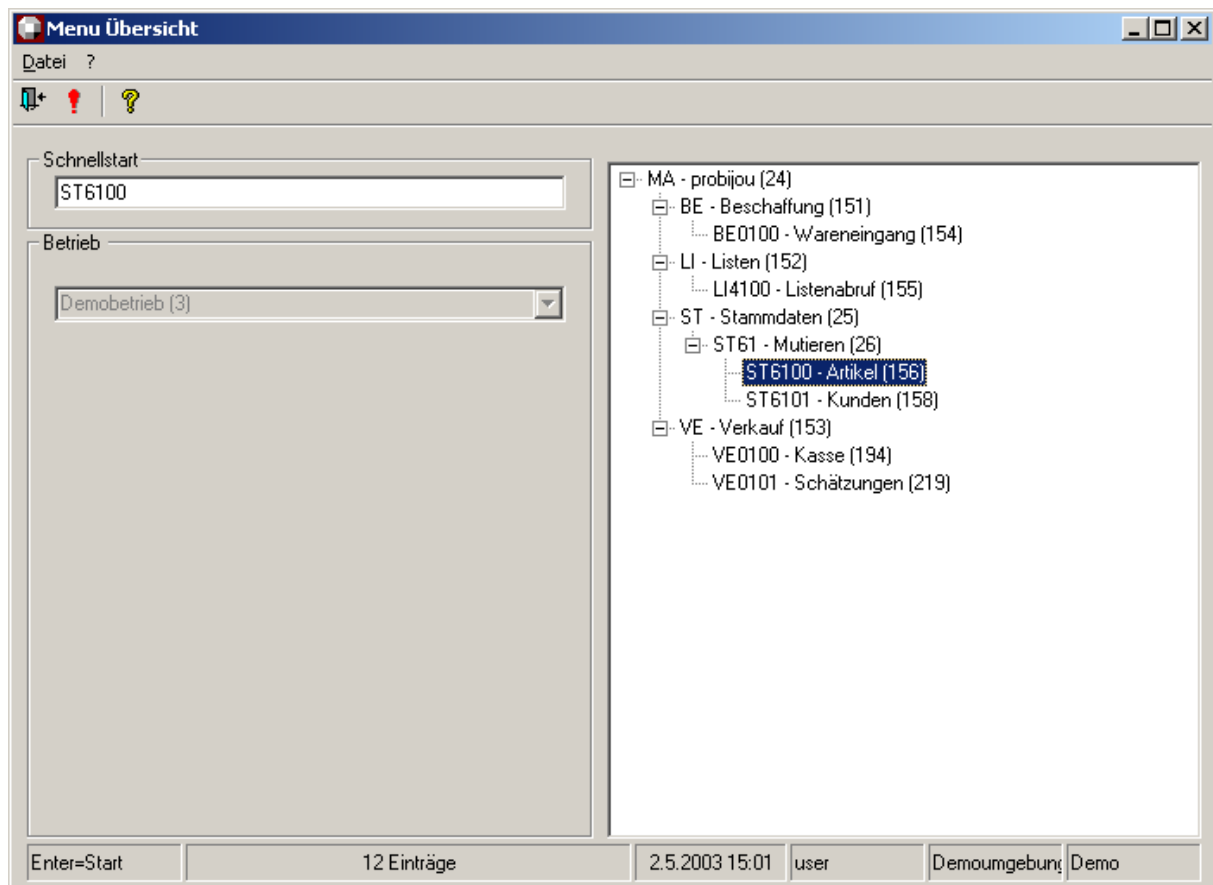 Menu Übersicht
Datei ?
Schnellstart
ST6100
Betrieb
Demobetrieb (3)
MA - probijou (24)
BE - Beschaffung (151)
BE0100 - Wareneingang (154)
LI - Listen (152)
LI4100 - Listenabruf (155)
ST - Stammdaten (25)
ST61 - Mutieren (26)
ST6100 - Artikel (156)
ST6101 - Kunden (158)
VE - Verkauf (153)
VE0100 - Kasse (194)
VE0101 - Schätzungen (219)
Enter=Start 12 Einträge 2.5.2003 15:01 user Demoumgebung Demo